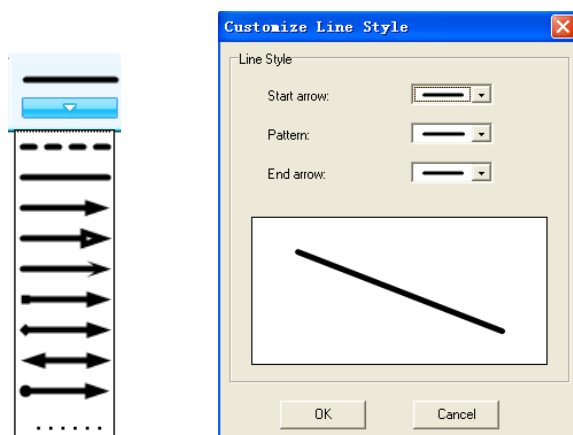 Customize Line Style
Line Style
Start arrow:
Pattern:
End arrow:
OK
Cancel